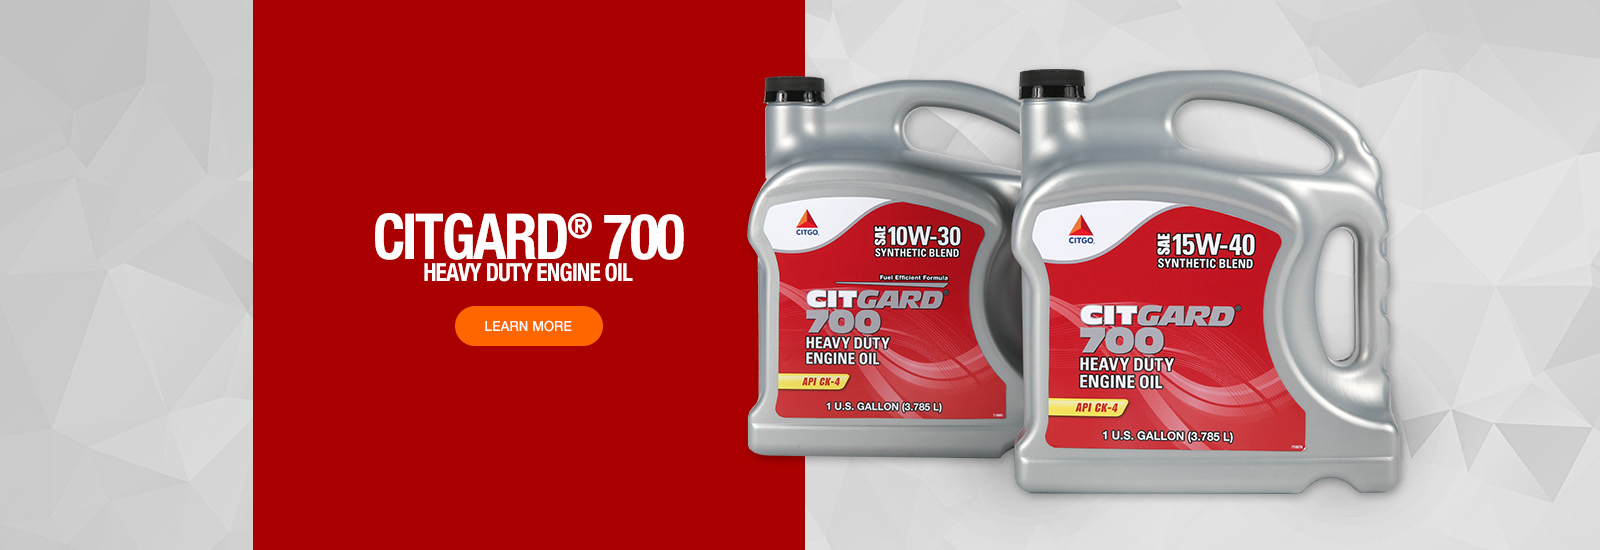 CITGARD® 700
HEAVY DUTY ENGINE OIL
LEARN MORE
CITGO
SAE 10W-30
SYNTHETIC BLEND
Fuel Efficient Formula
CITGARD®
700
HEAVY DUTY
ENGINE OIL
API CK-4
1 U.S. GALLON (3.785 L)
CITGO
SAE 15W-40
SYNTHETIC BLEND
CITGARD®
700
HEAVY DUTY
ENGINE OIL
API CK-4
1 U.S. GALLON (3.785 L)